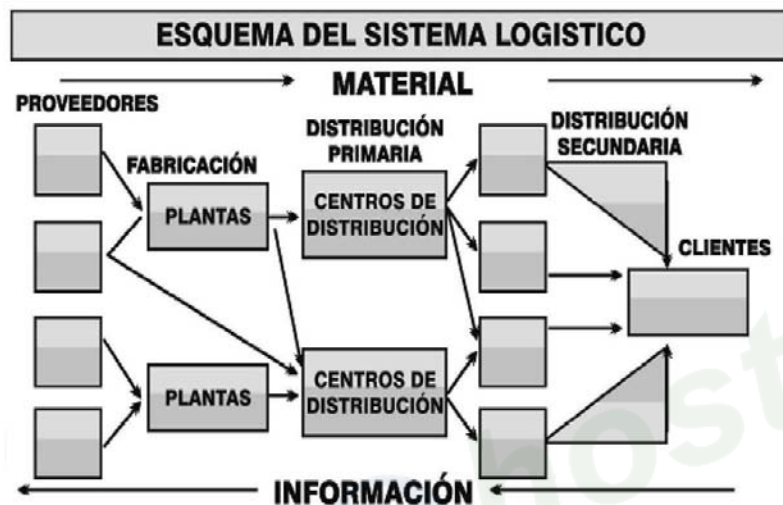 ESQUEMA DEL SISTEMA LOGISTICO
MATERIAL
PROVEEDORES
FABRICACIÓN
DISTRIBUCIÓN
PRIMARIA
DISTRIBUCIÓN
SECUNDARIA
PLANTAS
CENTROS DE
DISTRIBUCIÓN
CLIENTES
PLANTAS
CENTROS DE
DISTRIBUCIÓN
INFORMACIÓN
host